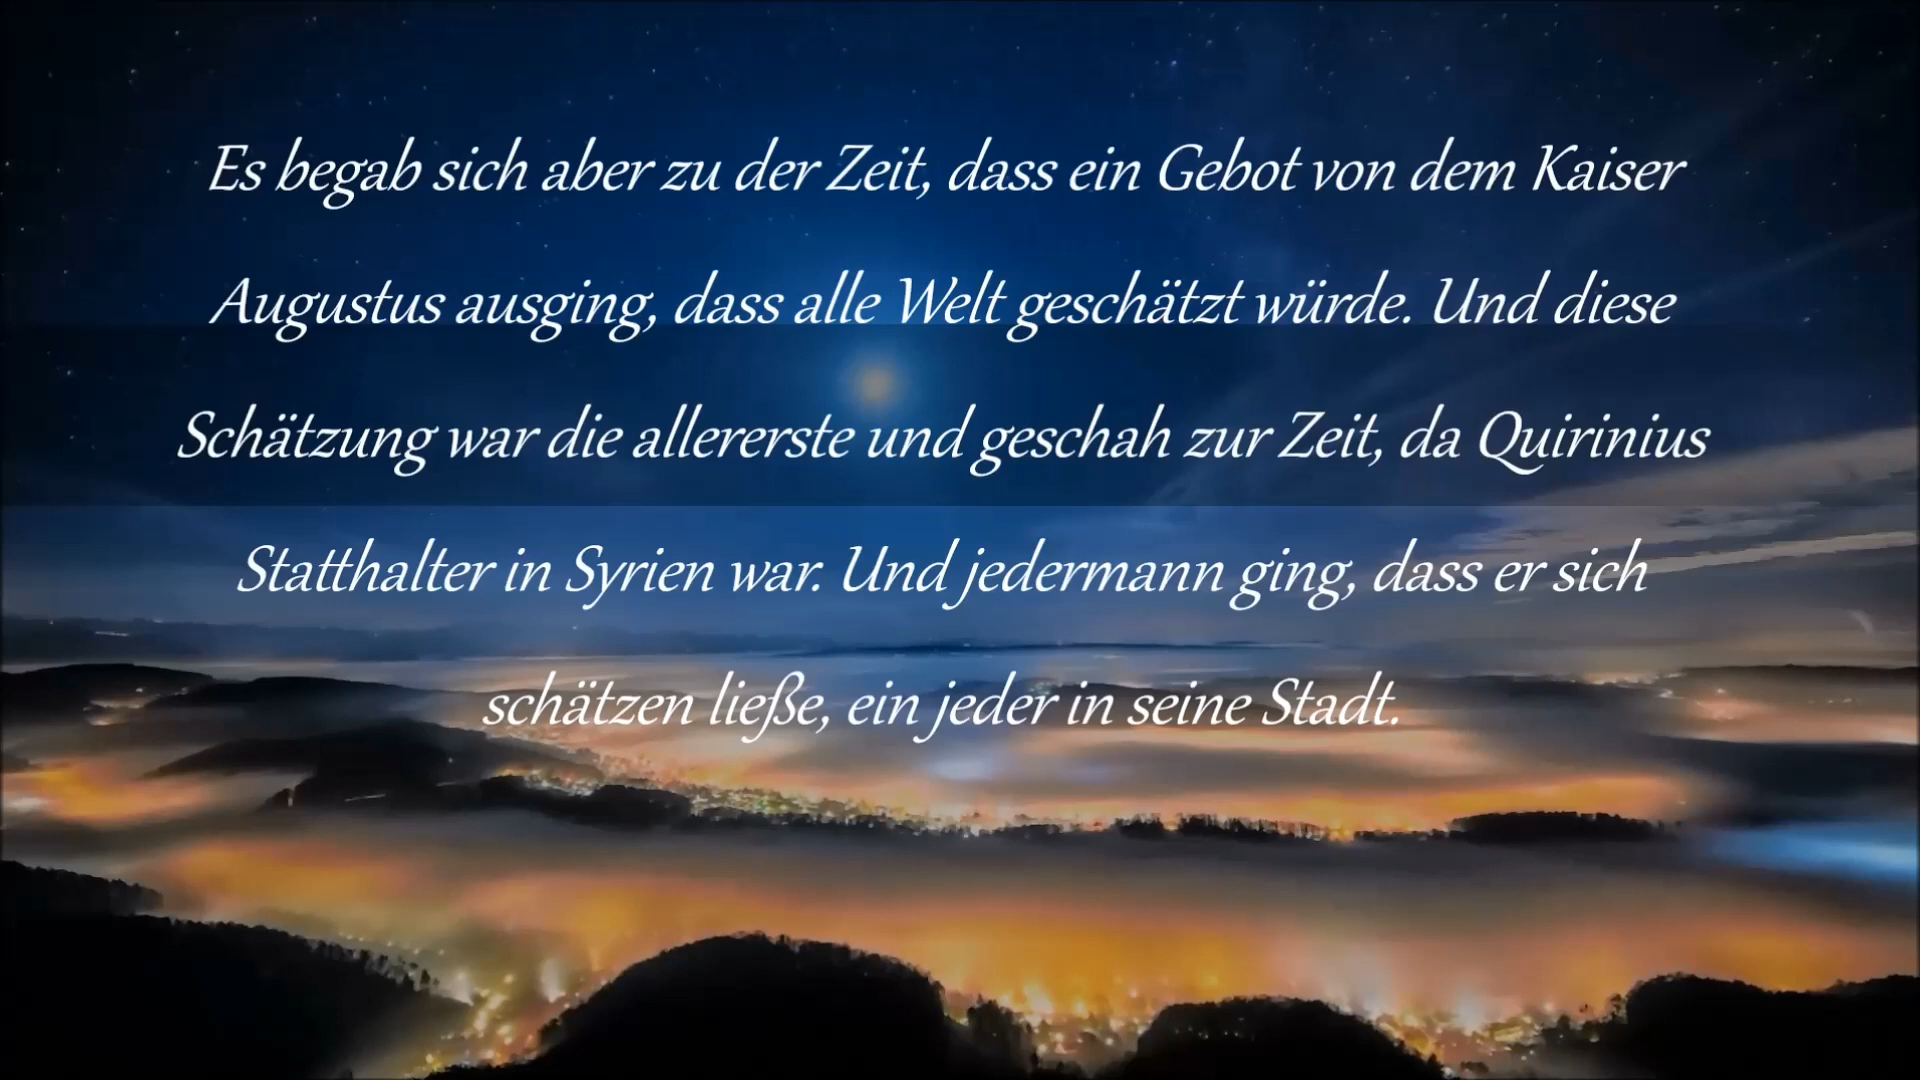 Es begab sich aber zu der Zeit, dass ein Gebot von dem Kaiser
Augustus ausging, dass alle Welt geschätzt würde. Und diese
Schätzung war die allererste und geschah zur Zeit, da Quirinius
Statthalter in Syrien war. Und jedermann ging, dass er sich
schätzen ließe, ein jeder in seine Stadt.